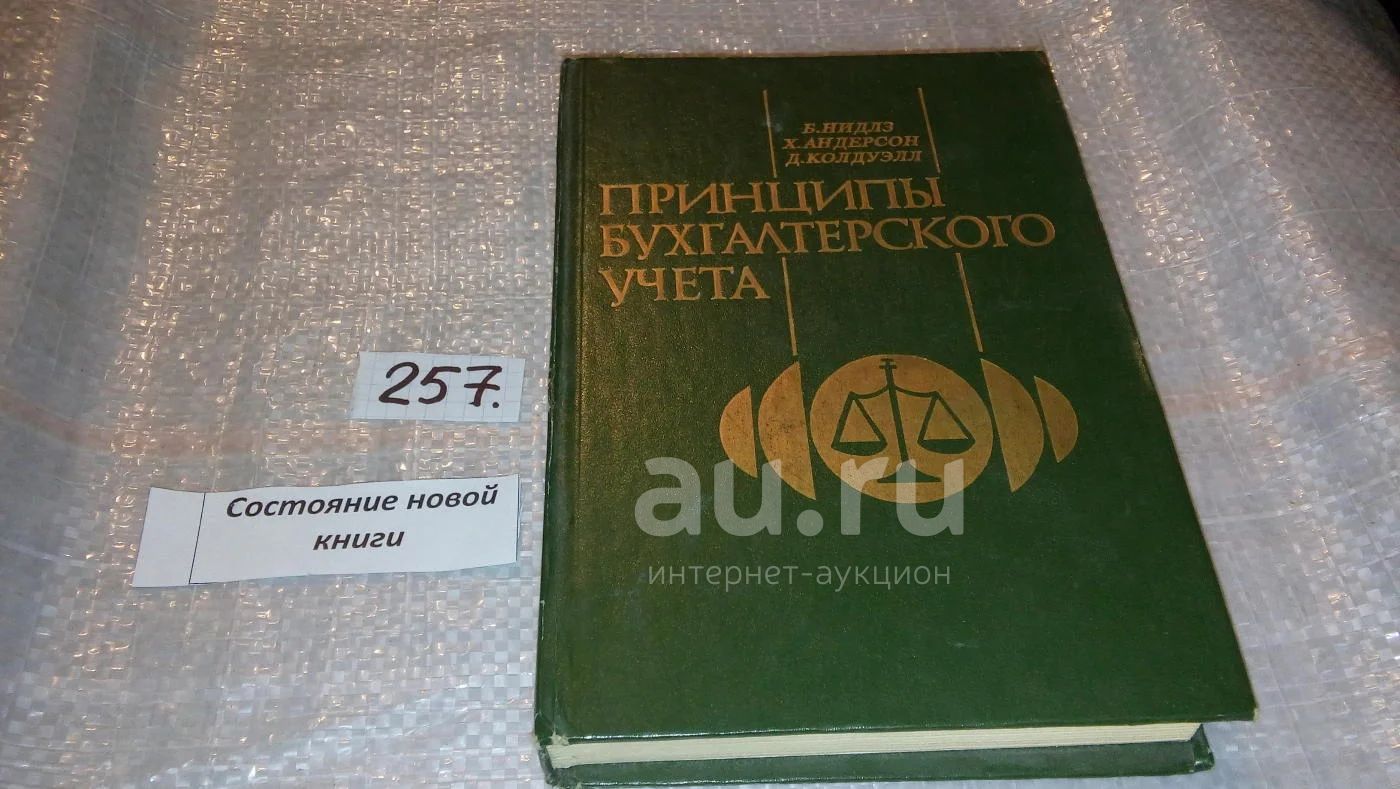 Б.НИДЛЗ
Х.АНДЕРСОН
Д.КОЛДУЭЛЛ
ПРИНЦИПЫ
БУХГАЛТЕРСКОГО
УЧЕТА
257.
Состояние новой
книги
au.ru
интернет-аукцион